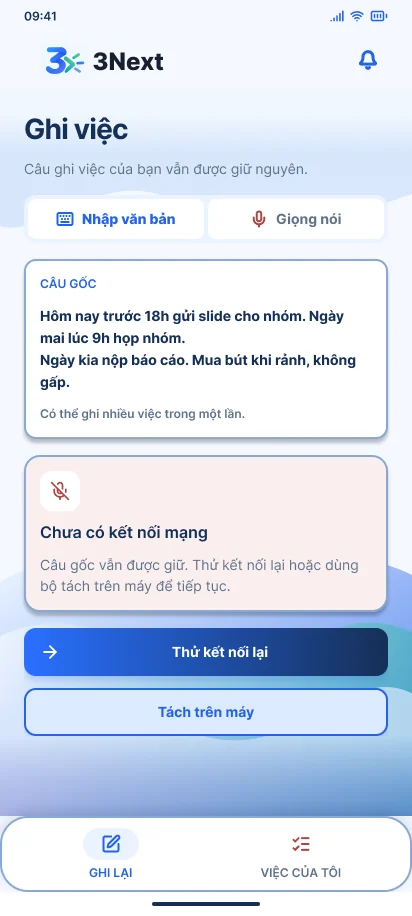 09:41
3Next
Ghi việc
Câu ghi việc của bạn vẫn được giữ nguyên.
Nhập văn bản
Giọng nói
CÂU GỐC
Hôm nay trước 18h gửi slide cho nhóm. Ngày
mai lúc 9h họp nhóm.
Ngày kia nộp báo cáo. Mua bút khi rảnh, không
gấp.
Có thể ghi nhiều việc trong một lần.
Chưa có kết nối mạng
Câu gốc vẫn được giữ. Thử kết nối lại hoặc dùng
bộ tách trên máy để tiếp tục.
Thử kết nối lại
Tách trên máy
GHI LẠI
VIỆC CỦA TÔI